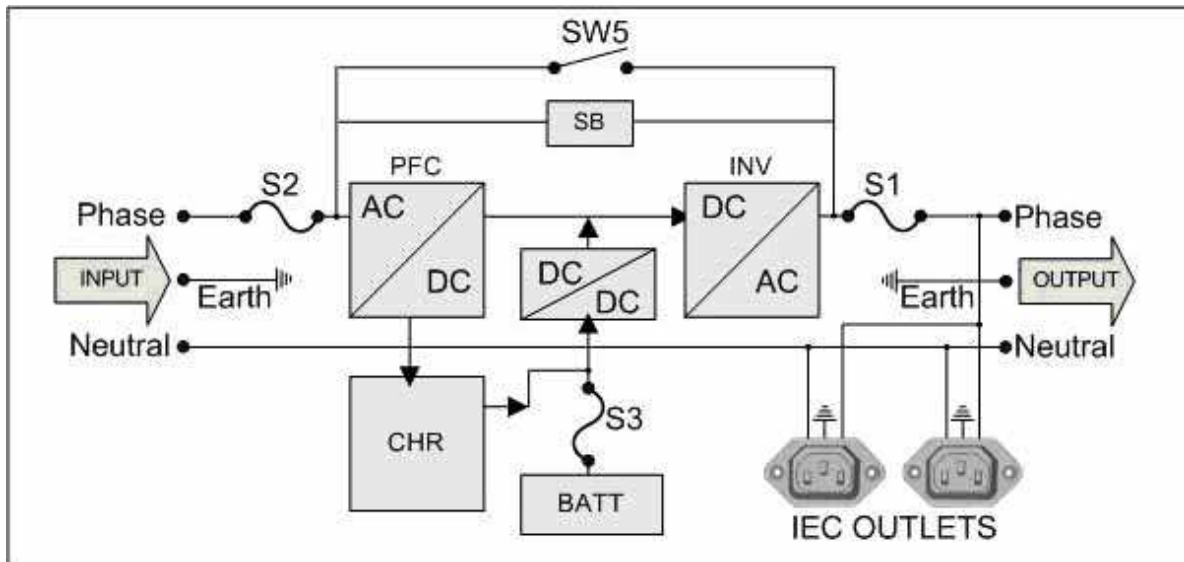 SW5
SB
PFC
INV
S2
S1
Phase
AC
DC
DC
AC
Phase
INPUT
Earth
DC
DC
Earth
OUTPUT
Neutral
Neutral
CHR
S3
BATT
IEC OUTLETS